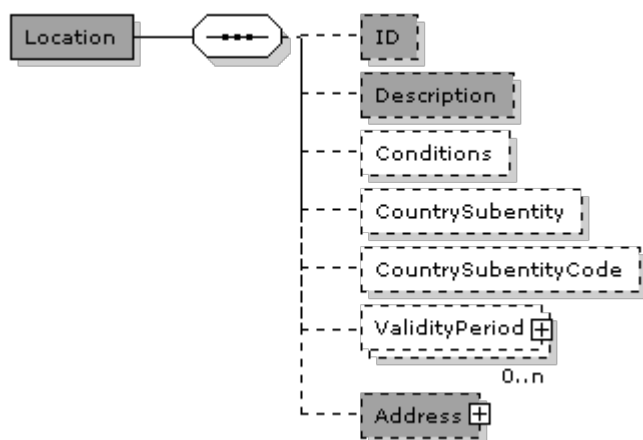 Location
ID
Description
Conditions
CountrySubentity
CountrySubentityCode
ValidityPeriod
0..n
Address